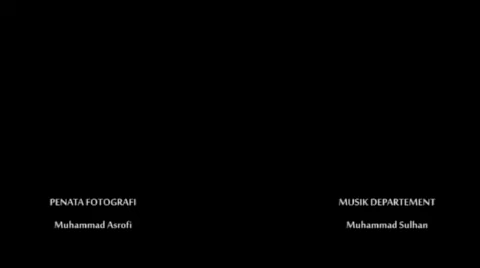 PENATA FOTOGRAFI
Muhammad Asrofi
MUSIK DEPARTEMENT
Muhammad Sulhan